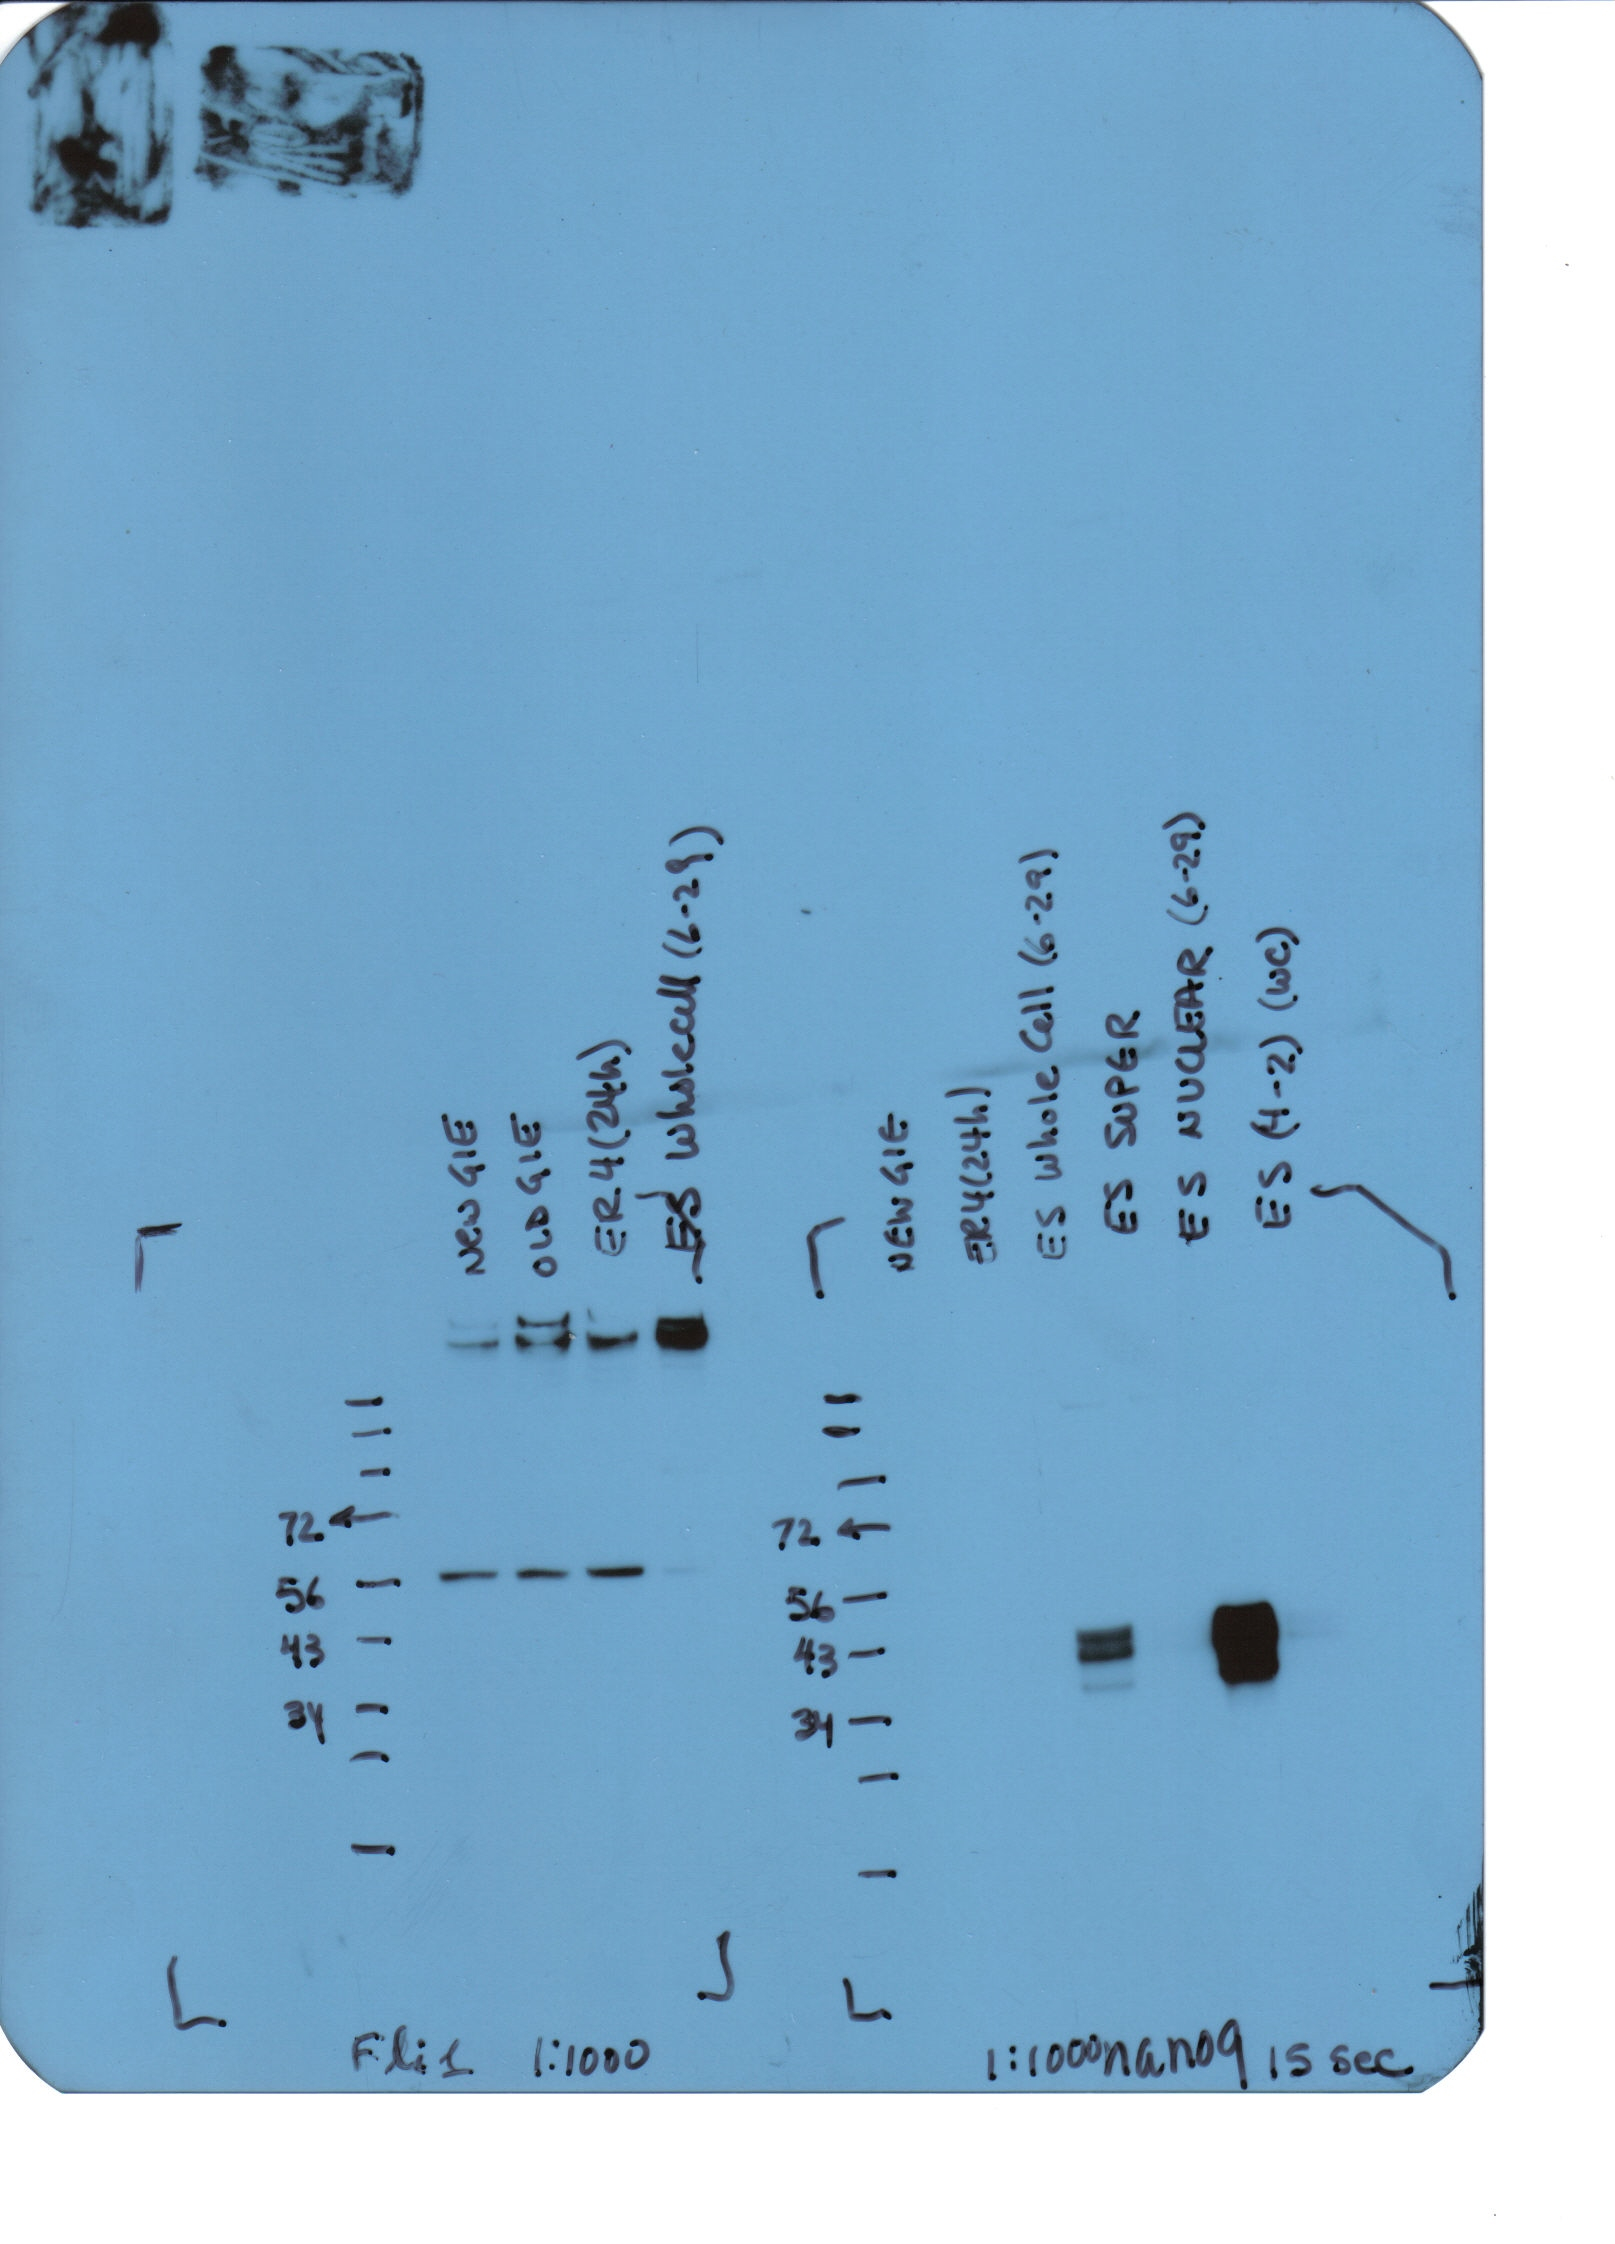 NEW G1E
OLD G1E
ER4(24h)
ES Wholecell (6-29)
72
56
43
34
Fli1 1:1000
NEW G1E
ER4(24h)
ES Whole Cell (6-29)
ES SUPER
ES NUCLEAR (6-29)
ES (4-2) (WC)
72
56
43
34
1:1000 nanog 15 sec